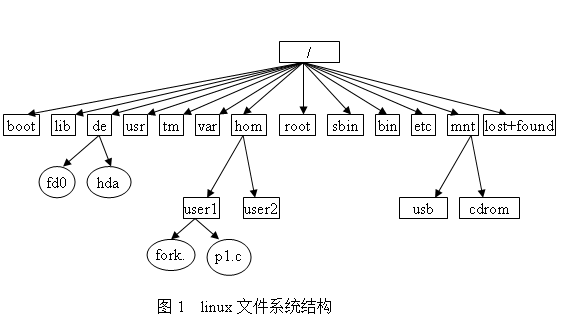 /
boot lib de usr tm var hom root sbin bin etc mnt lost+found
fd0 hda
user1 user2 usb cdrom
fork. p1.c
图 1 linux 文件系统结构